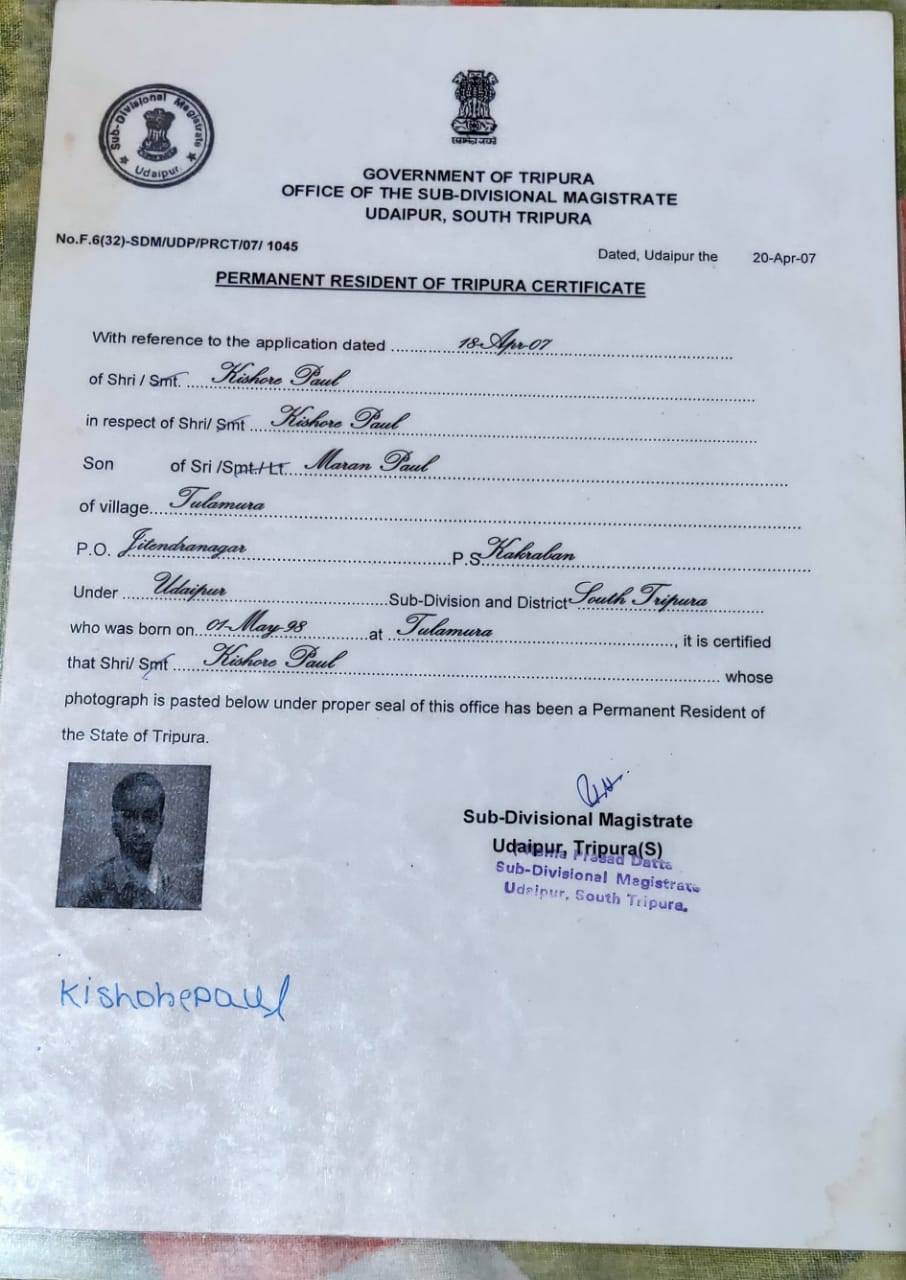 Sub-Divisional Magistrate
★ Udaipur ★
सत्यमेव जयते
GOVERNMENT OF TRIPURA
OFFICE OF THE SUB-DIVISIONAL MAGISTRATE
UDAIPUR, SOUTH TRIPURA
No.F.6(32)-SDM/UDP/PRCT/07/ 1045 Dated, Udaipur the 20-Apr-07
PERMANENT RESIDENT OF TRIPURA CERTIFICATE
With reference to the application dated 18-Apr-07
of Shri / Smt. Kishore Paul
in respect of Shri/ Smt Kishore Paul
Son of Sri /Smt./ Lt. Maran Paul
of village Tulamura
P.O. Jitendranagar P.S Kakraban
Under Udaipur Sub-Division and District South Tripura
who was born on 01-May-98 at Tulamura, it is certified
that Shri/ Smt Kishore Paul whose
photograph is pasted below under proper seal of this office has been a Permanent Resident of
the State of Tripura.
Sub-Divisional Magistrate
Udaipur, Tripura(S)
Prasad Datta
Sub-Divisional Magistrate
Udaipur, South Tripura.
Kishohepaul